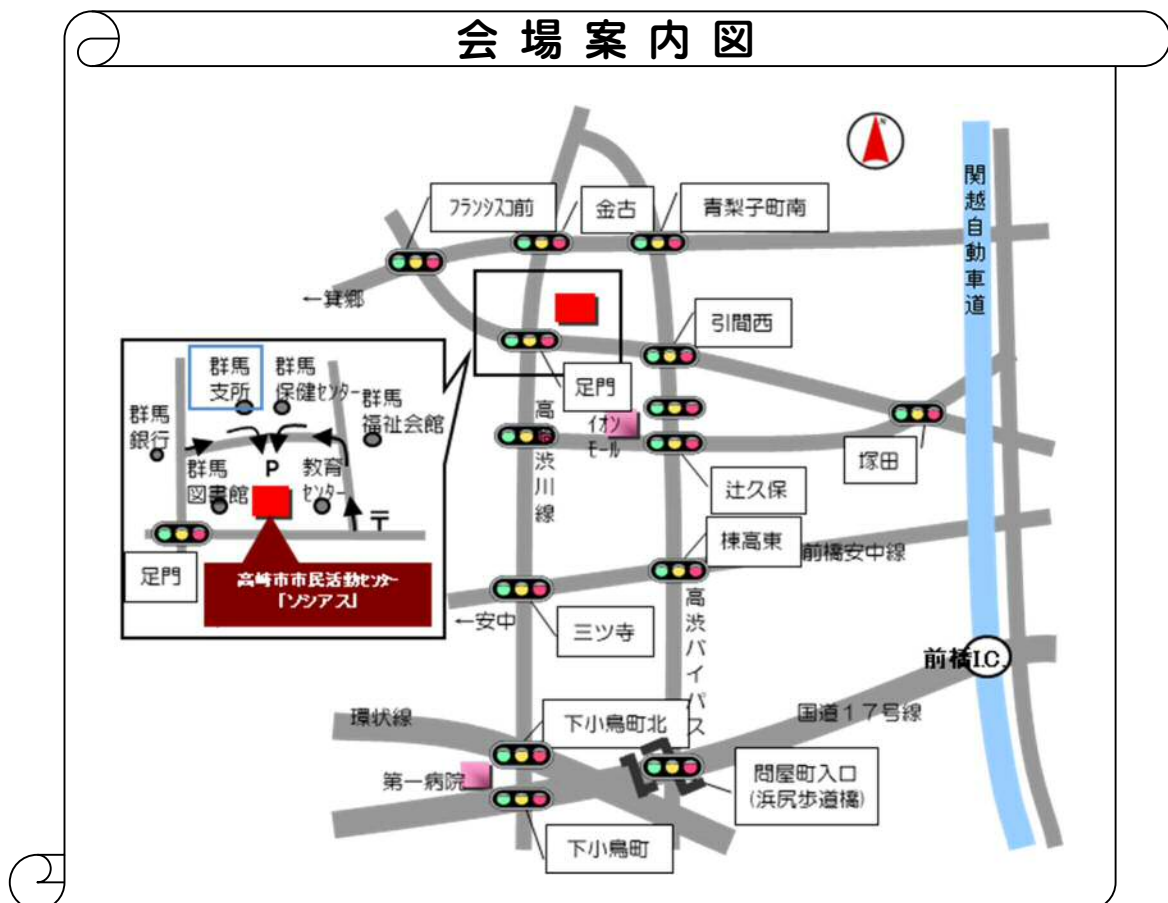 会場案内図
N
関越自動車道
フランシスコ前
金古
青梨子町南
←箕郷
引間西
足門
イオン
モール
高渋川線
塚田
辻久保
棟高東
前橋安中線
←安中
三ツ寺
高渋バイパス
前橋I.C.
環状線
下小鳥町北
国道17号線
第一病院
問屋町入口
(浜尻歩道橋)
下小鳥町
群馬
支所
群馬
保健センター
群馬
福祉会館
群馬
銀行
P
群馬
図書館
教育
センター
〒
足門
高崎市市民活動センター
「ソシアス」